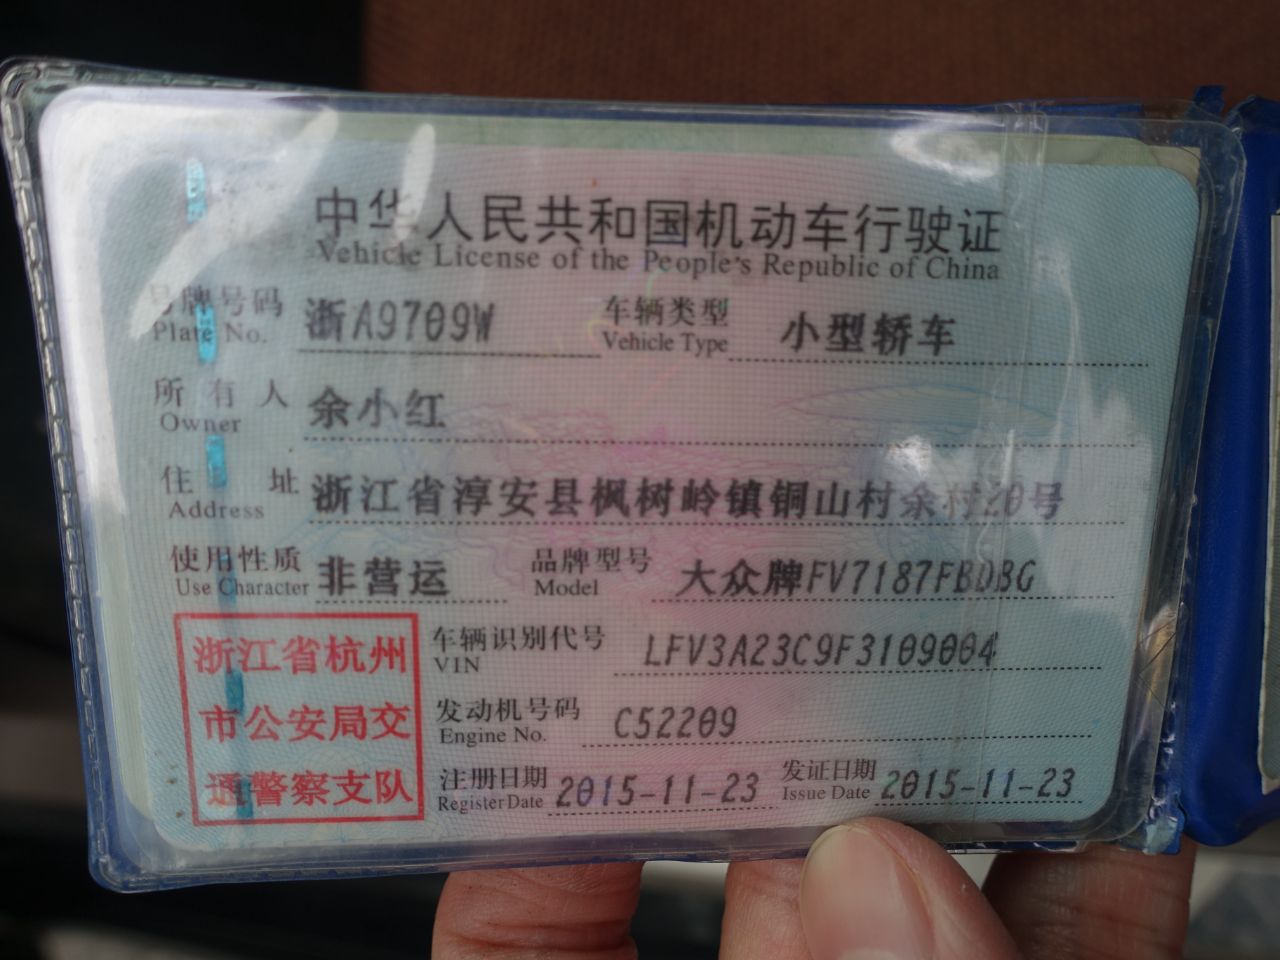 中华人民共和国机动车行驶证
Vehicle License of the People's Republic of China
号牌号码 浙A9709W 车辆类型 小型轿车
Plate No. Vehicle Type
所有人 余小红
Owner
住址 浙江省淳安县枫树岭镇铜山村余村20号
Address
使用性质 非营运 品牌型号 大众牌FV7187FBDBG
Use Character Model
浙江省杭州
市公安局交
通警察支队
车辆识别代号 LFV3A23C9F3109004
VIN
发动机号码 C52209
Engine No.
注册日期 2015-11-23 发证日期 2015-11-23
Register Date Issue Date